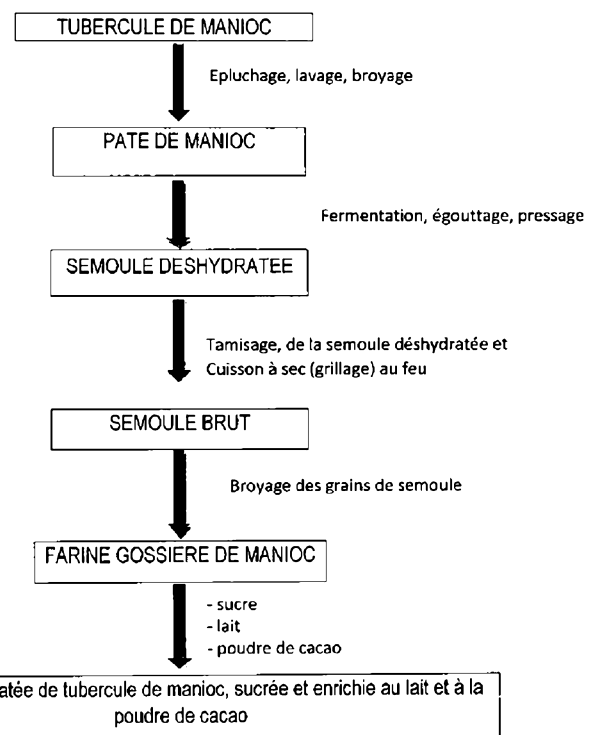 TUBERCULE DE MANIOC
Epluchage, lavage, broyage
PATE DE MANIOC
Fermentation, égouttage, pressage
SEMOULE DESHYDRATEE
Tamisage, de la semoule déshydratée et
Cuisson à sec (grillage) au feu
SEMOULE BRUT
Broyage des grains de semoule
FARINE GOSSIERE DE MANIOC
- sucre
- lait
- poudre de cacao
atée de tubercule de manioc, sucrée et enrichie au lait et à la
poudre de cacao